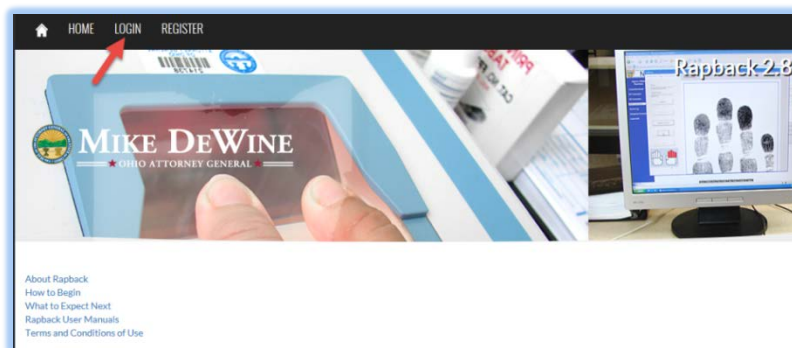 HOME LOGIN REGISTER
Rapback 2.8
MIKE DEWINE
OHIO ATTORNEY GENERAL
About Rapback
How to Begin
What to Expect Next
Rapback User Manuals
Terms and Conditions of Use